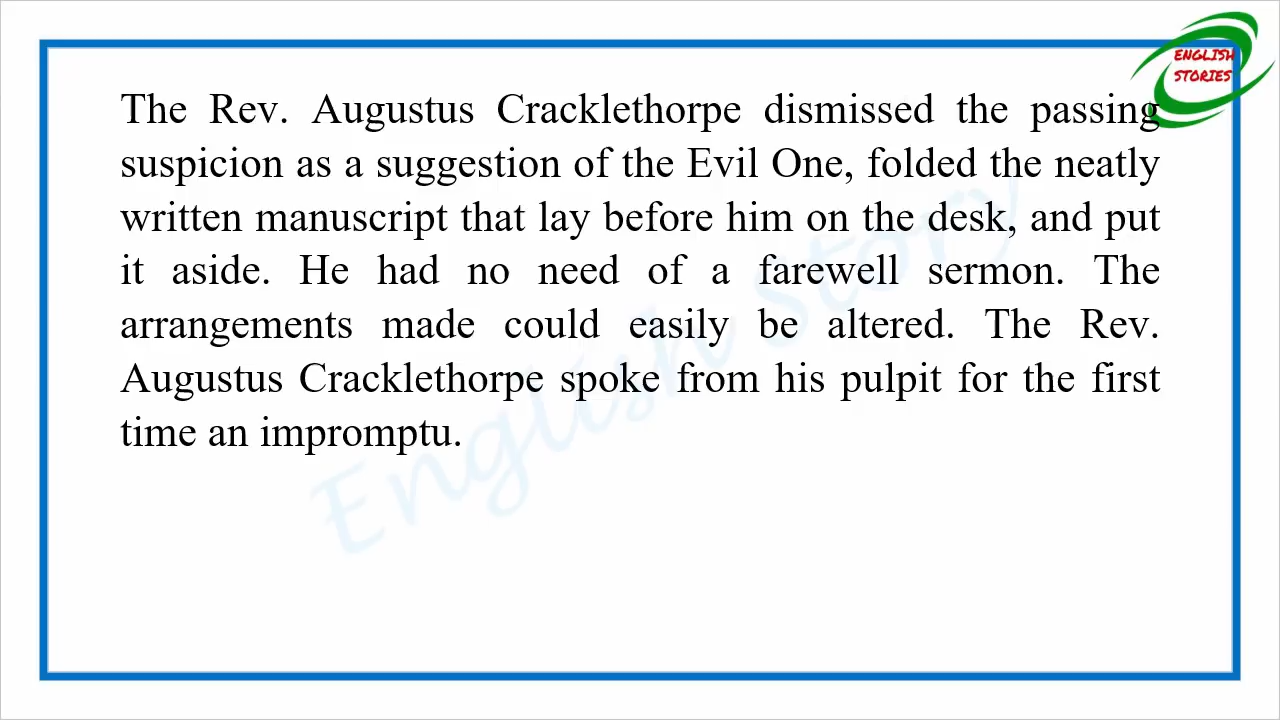 ENGLISH
STORIES
The Rev. Augustus Cracklethorpe dismissed the passing
suspicion as a suggestion of the Evil One, folded the neatly
written manuscript that lay before him on the desk, and put
it aside. He had no need of a farewell sermon. The
arrangements made could easily be altered. The Rev.
Augustus Cracklethorpe spoke from his pulpit for the first
time an impromptu.
English Story